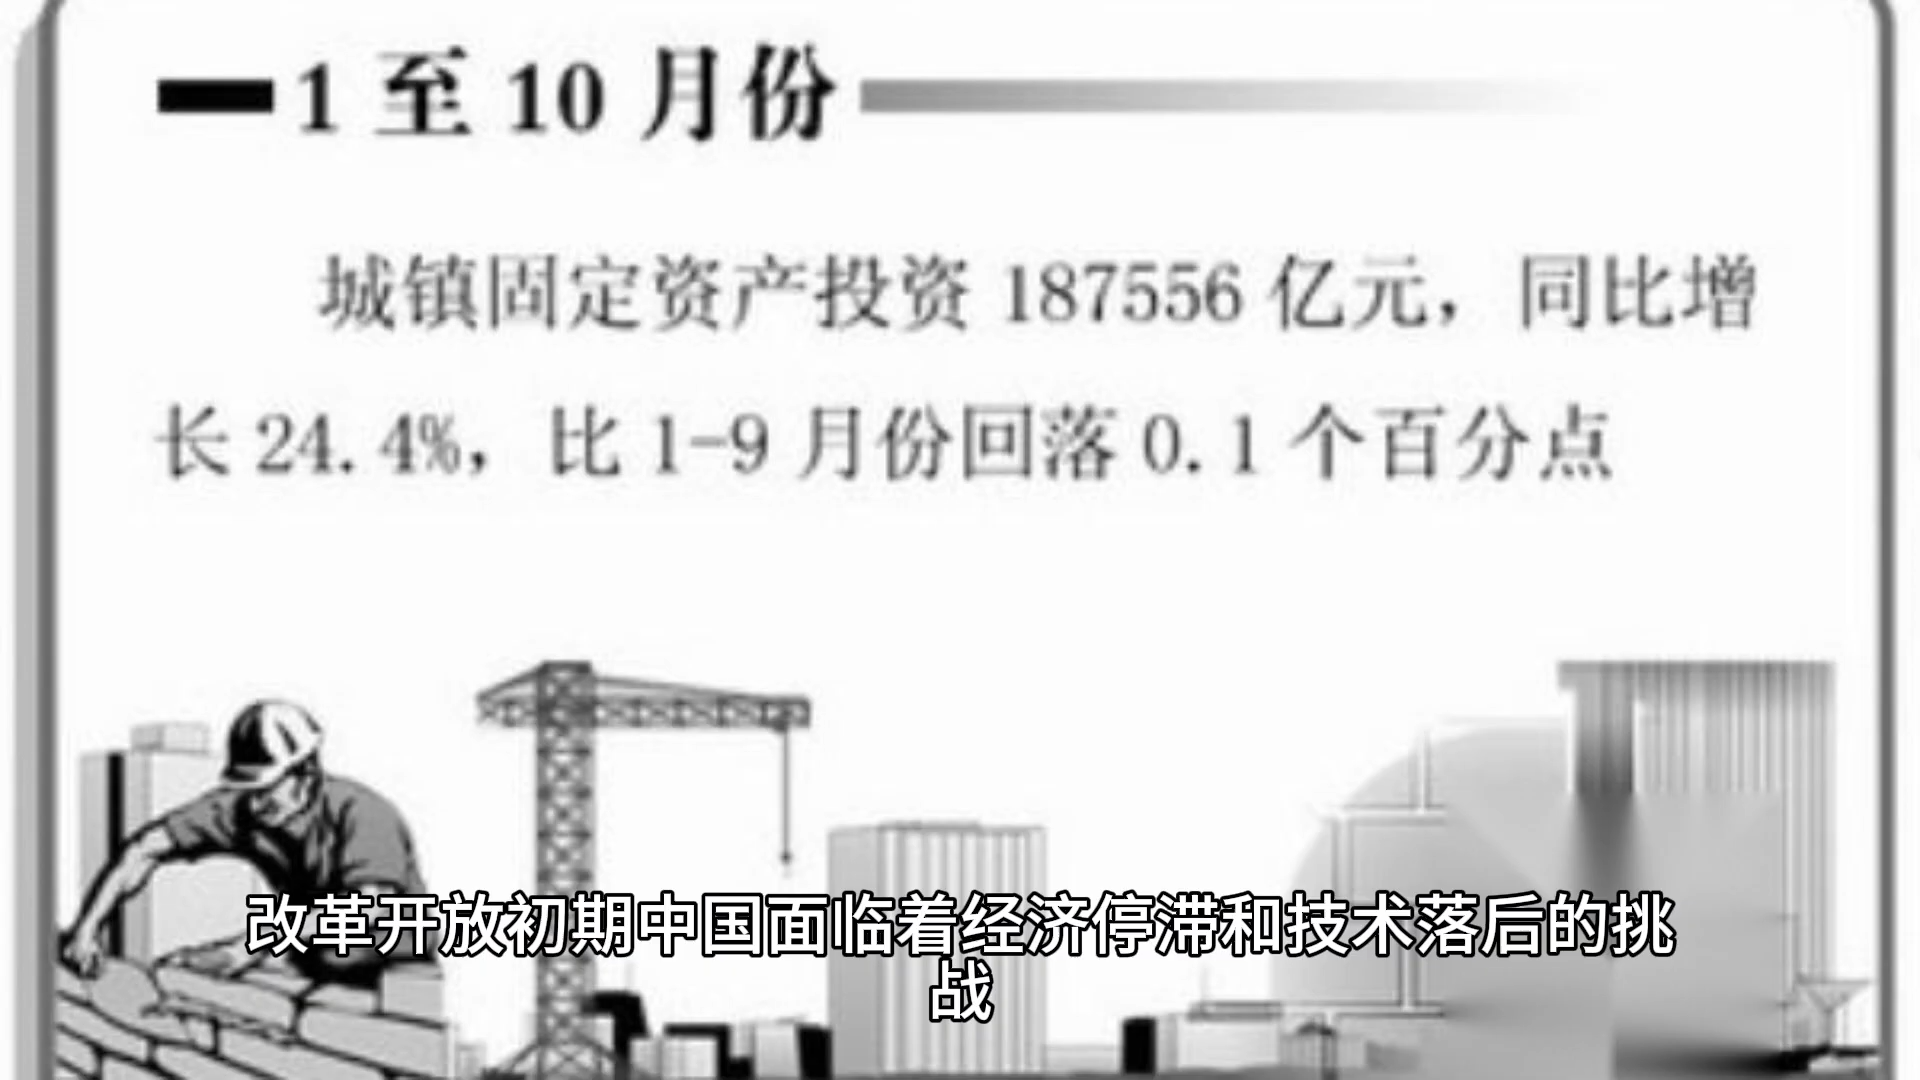 1 至 10 月份
城镇固定资产投资 187556 亿元，同比增
长 24.4%，比 1-9 月份回落 0.1 个百分点
改革开放初期中国面临着经济停滞和技术落后的挑
战